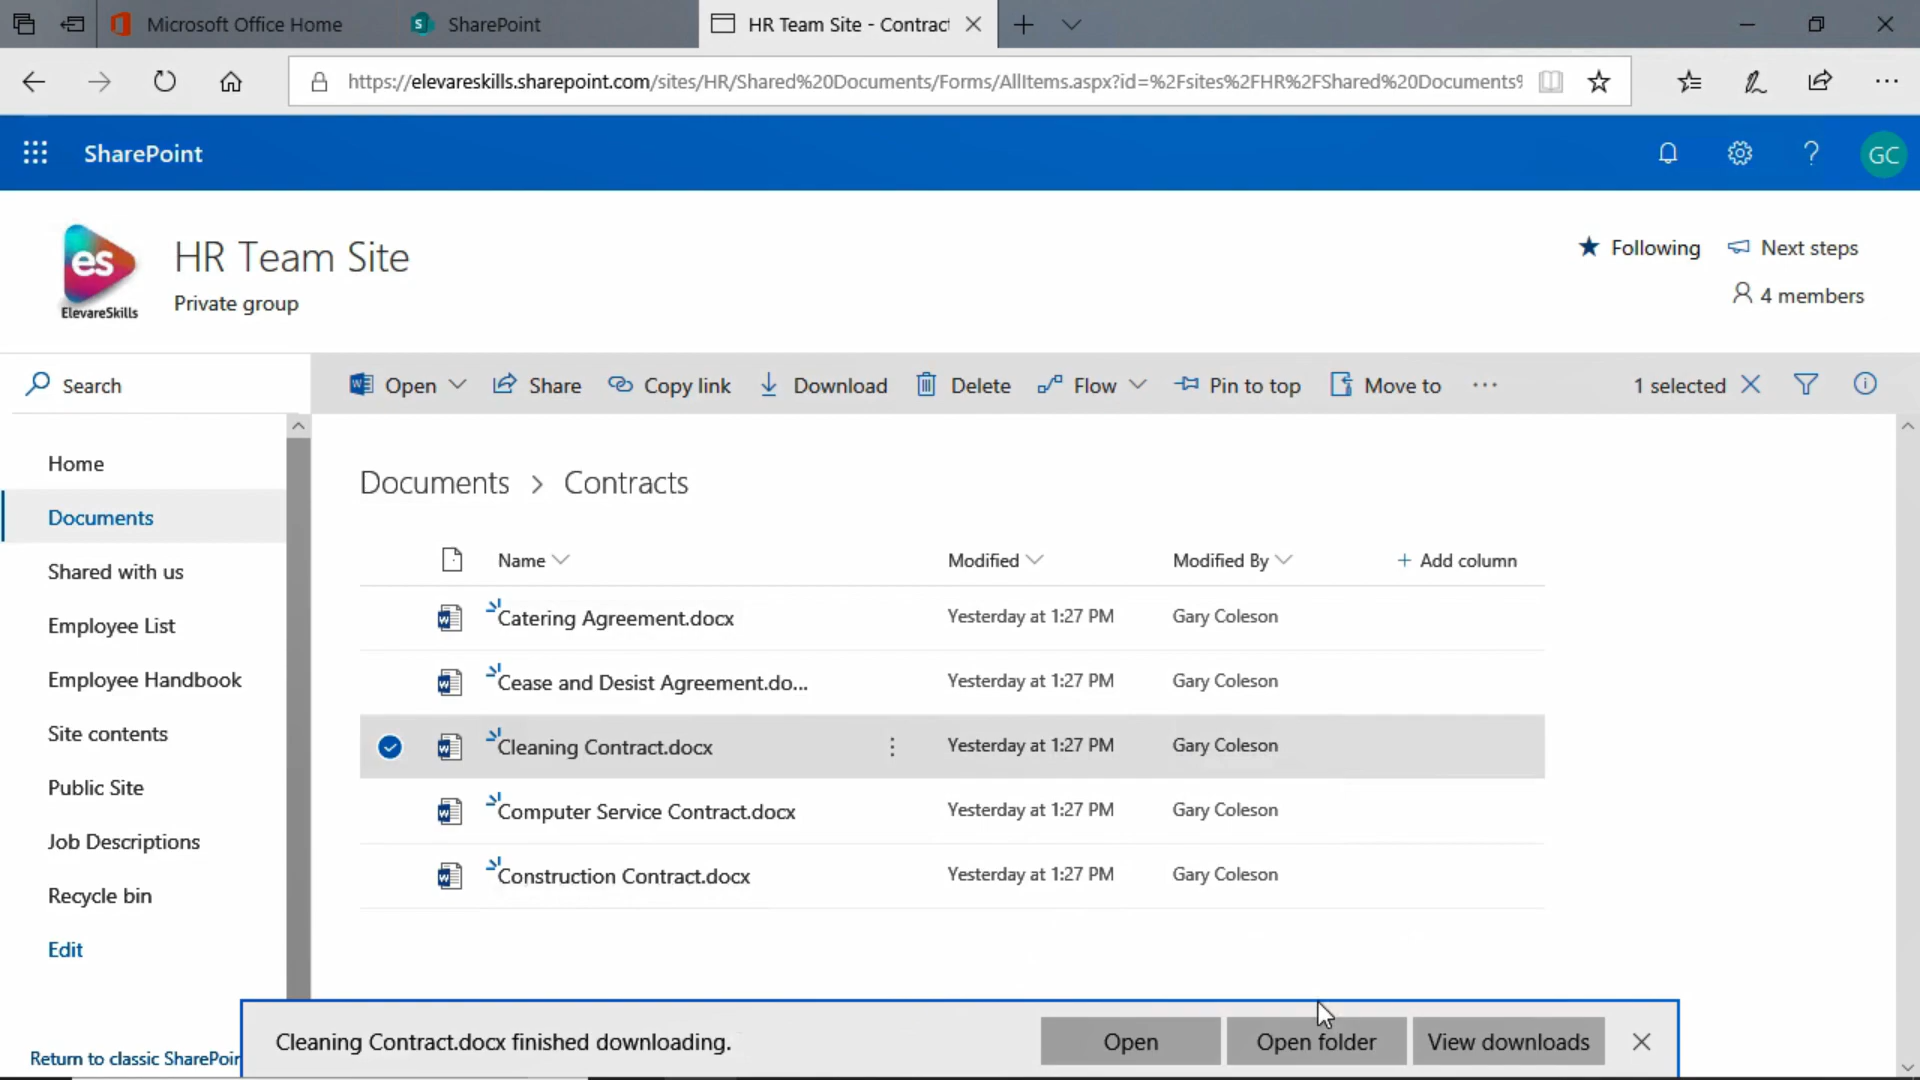 Microsoft Office Home
SharePoint
HR Team Site - Contrac
https://elevareskills.sharepoint.com/sites/HR/Shared%20Documents/Forms/AllItems.aspx?id=%2Fsites%2FHR%2FShared%20Documents%
SharePoint
? GC
es
ElevareSkills
HR Team Site
Private group
Following
Next steps
4 members
Search
Open
Share
Copy link
Download
Delete
Flow
Pin to top
Move to
...
1 selected
Home
Documents
Shared with us
Employee List
Employee Handbook
Site contents
Public Site
Job Descriptions
Recycle bin
Edit
Return to classic SharePoin
Documents > Contracts
Name Modified Modified By + Add column
Catering Agreement.docx Yesterday at 1:27 PM Gary Coleson
Cease and Desist Agreement.do... Yesterday at 1:27 PM Gary Coleson
Cleaning Contract.docx Yesterday at 1:27 PM Gary Coleson
Computer Service Contract.docx Yesterday at 1:27 PM Gary Coleson
Construction Contract.docx Yesterday at 1:27 PM Gary Coleson
Cleaning Contract.docx finished downloading.
Open
Open folder
View downloads